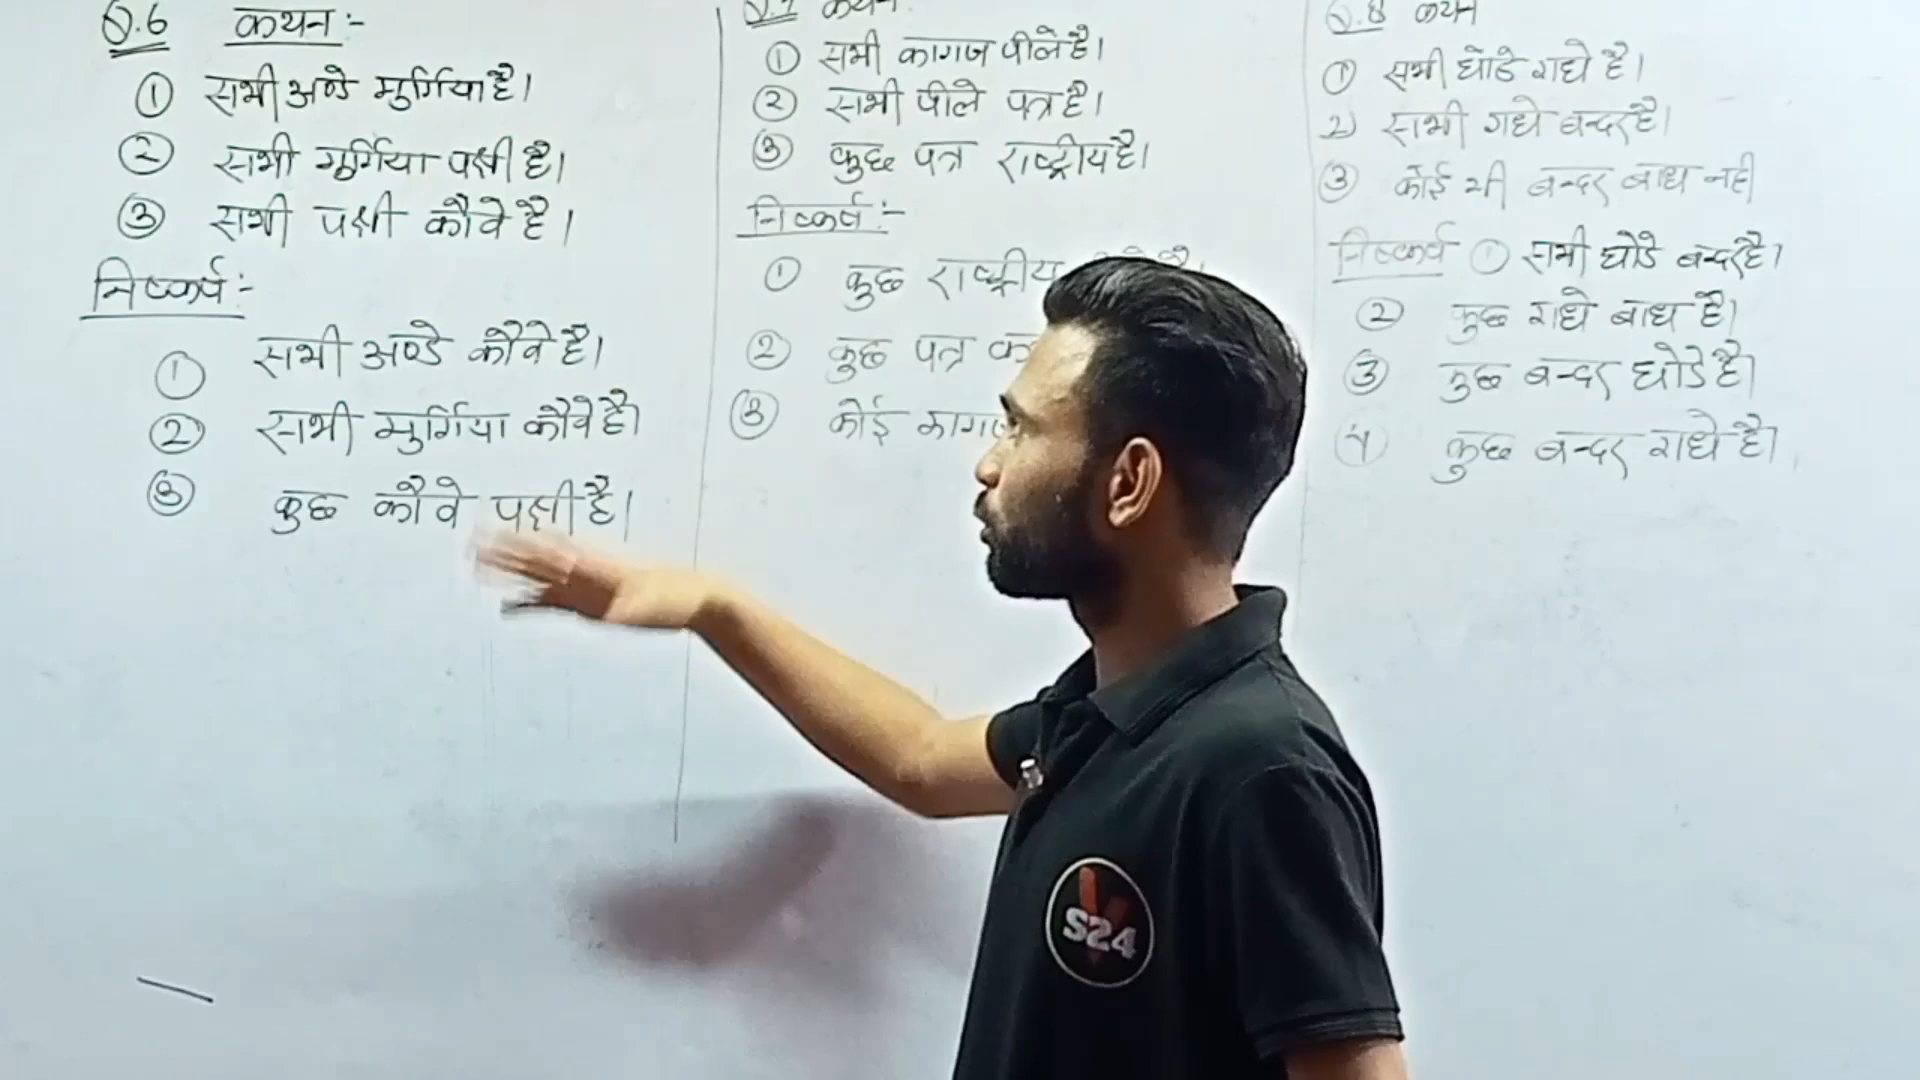 Q.6 कथन:-
① सभी अण्डे मुर्गिया है।
② सभी मुर्गिया पक्षी है।
③ सभी पक्षी कौवे है।
निष्कर्ष:-
① सभी अण्डे कौवे है।
② सभी मुर्गिया कौवे है।
③ कुछ कौवे पक्षी है।
① सभी कागज पीले है।
② सभी पीले पत्र है।
③ कुछ पत्र राष्ट्रीय है।
निष्कर्ष:-
① कुछ राष्ट्रीय
② कुछ पत्र
③ कोई
Q.8 कथन
① सभी घोडे गधे है।
2) सभी गधे बन्दर है।
③ कोई भी बन्दर बाघ नही
निष्कर्ष ① सभी घोडे बन्दर है।
② कुछ गधे बाघ है।
③ कुछ बन्दर घोडे है।
④ कुछ बन्दर गधे है।
S24